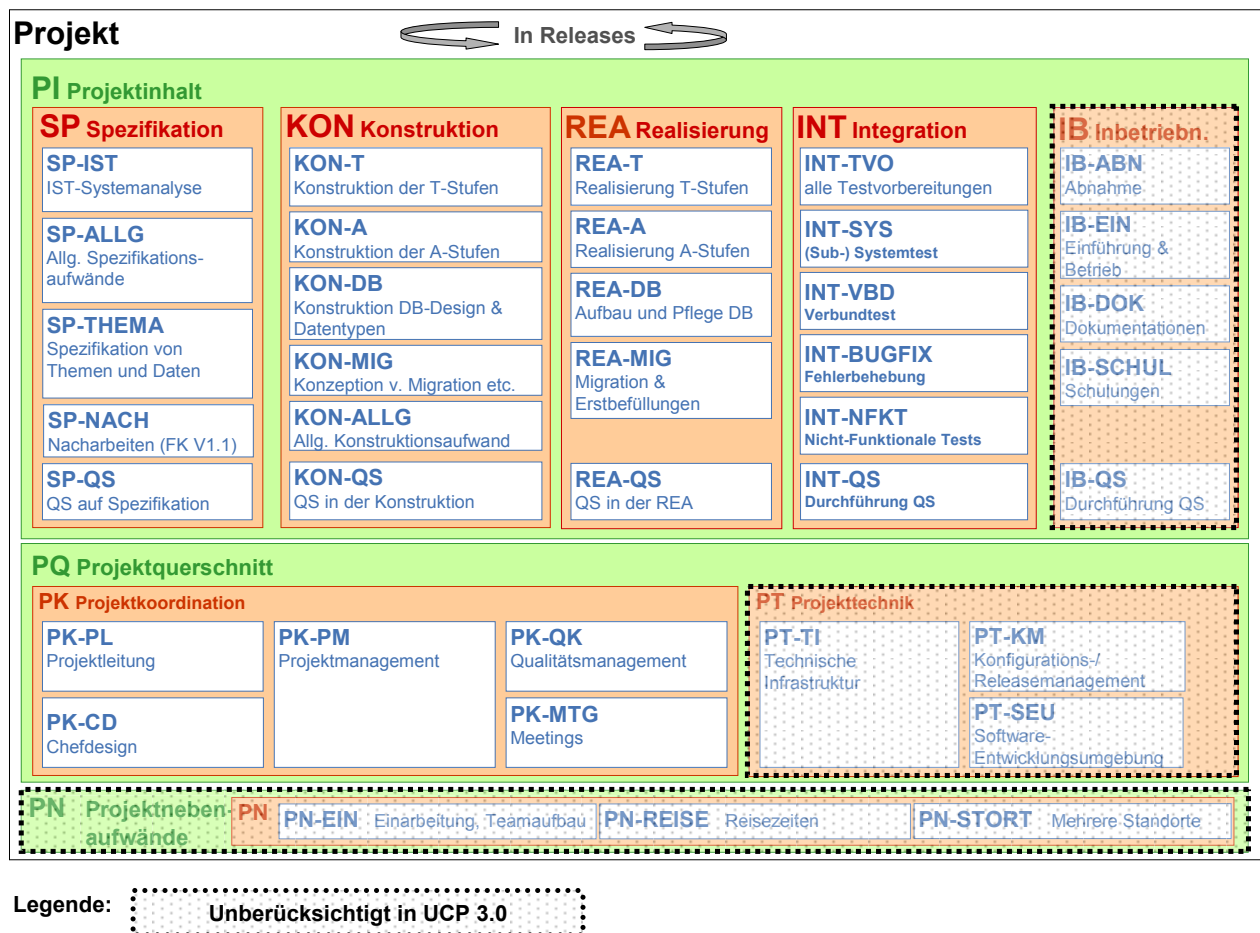 Projekt
In Releases
PI Projektinhalt
SP Spezifikation
SP-IST
IST-Systemanalyse
SP-ALLG
Allg. Spezifikations-
aufwände
SP-THEMA
Spezifikation von
Themen und Daten
SP-NACH
Nacharbeiten (FK V1.1)
SP-QS
QS auf Spezifikation
KON Konstruktion
KON-T
Konstruktion der T-Stufen
KON-A
Konstruktion der A-Stufen
KON-DB
Konstruktion DB-Design &
Datentypen
KON-MIG
Konzeption v. Migration etc.
KON-ALLG
Allg. Konstruktionsaufwand
KON-QS
QS in der Konstruktion
REA Realisierung
REA-T
Realisierung T-Stufen
REA-A
Realisierung A-Stufen
REA-DB
Aufbau und Pflege DB
REA-MIG
Migration &
Erstbefüllungen
REA-QS
QS in der REA
INT Integration
INT-TVO
alle Testvorbereitungen
INT-SYS
(Sub-) Systemtest
INT-VBD
Verbundtest
INT-BUGFIX
Fehlerbehebung
INT-NFKT
Nicht-Funktionale Tests
INT-QS
Durchführung QS
IB Inbetriebn.
IB-ABN
Abnahme
IB-EIN
Einführung &
Betrieb
IB-DOK
Dokumentationen
IB-SCHUL
Schulungen
IB-QS
Durchführung QS
PQ Projektquerschnitt
PK Projektkoordination
PK-PL
Projektleitung
PK-CD
Chefdesign
PK-PM
Projektmanagement
PK-QK
Qualitätsmanagement
PK-MTG
Meetings
PT Projekttechnik
PT-TI
Technische
Infrastruktur
PT-KM
Konfigurations-/
Releasemanagement
PT-SEU
Software-
Entwicklungsumgebung
PN Projektneben-
aufwände
PN
PN-EIN Einarbeitung, Teamaufbau
PN-REISE Reisezeiten
PN-STORT Mehrere Standorte
Legende:
Unberücksichtigt in UCP 3.0